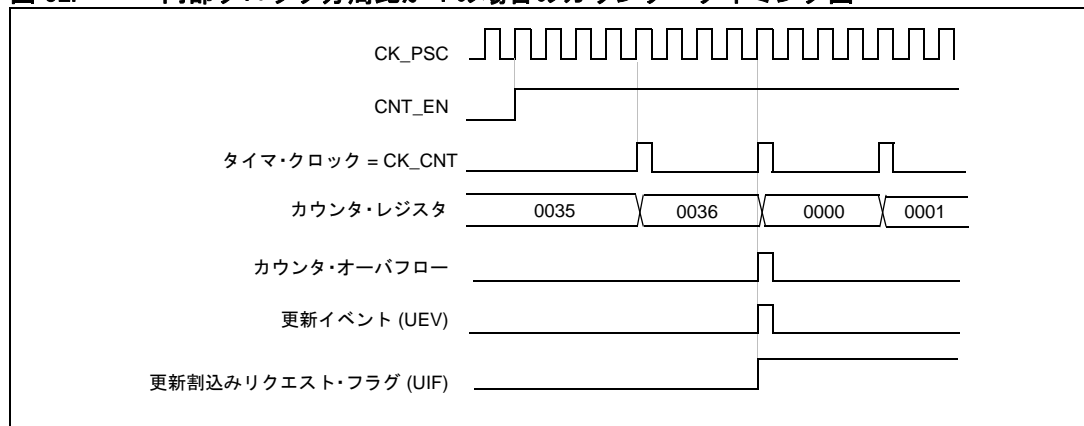 CK_PSC
CNT_EN
タイマ・クロック = CK_CNT
カウンタ・レジスタ 0035 0036 0000 0001
カウンタ・オーバフロー
更新イベント (UEV)
更新割込みリクエスト・フラグ (UIF)